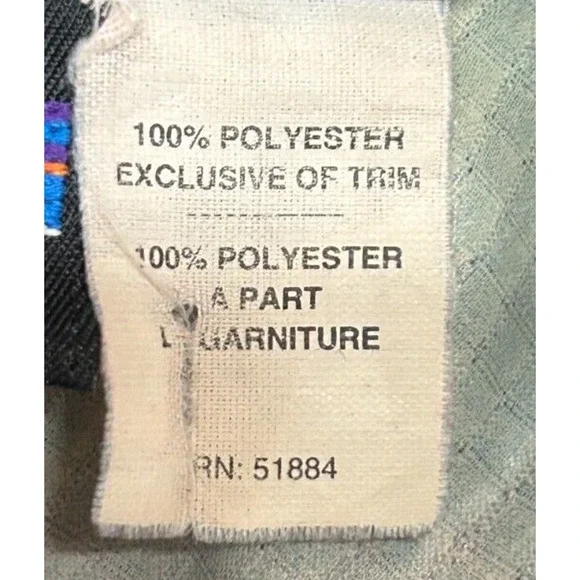 100% POLYESTER
EXCLUSIVE OF TRIM
100% POLYESTER
A PART
L' GARNITURE
RN: 51884